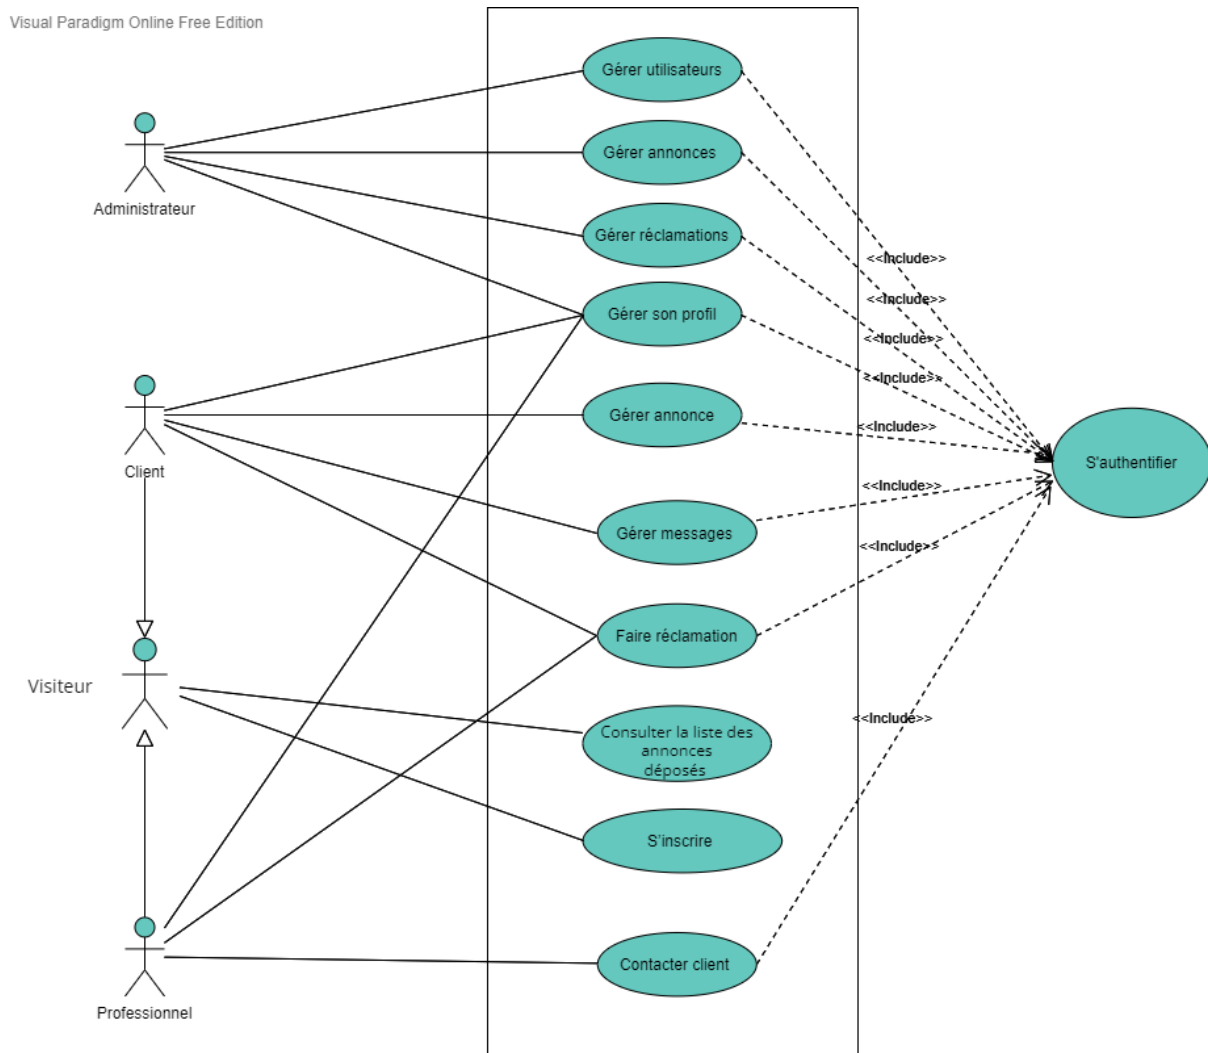 Visual Paradigm Online Free Edition
Gérer utilisateurs
Gérer annonces
Administrateur
Gérer réclamations
<<Include>>
<<Include>>
Gérer son profil
<<Include>>
<<Include>>
Gérer annonce
<<Include>>
Client
S'authentifier
<<Include>>
Gérer messages
<<Include>>
Faire réclamation
Visiteur
<<Include>>
Consulter la liste des
annonces
déposés
S'inscrire
Contacter client
Professionnel